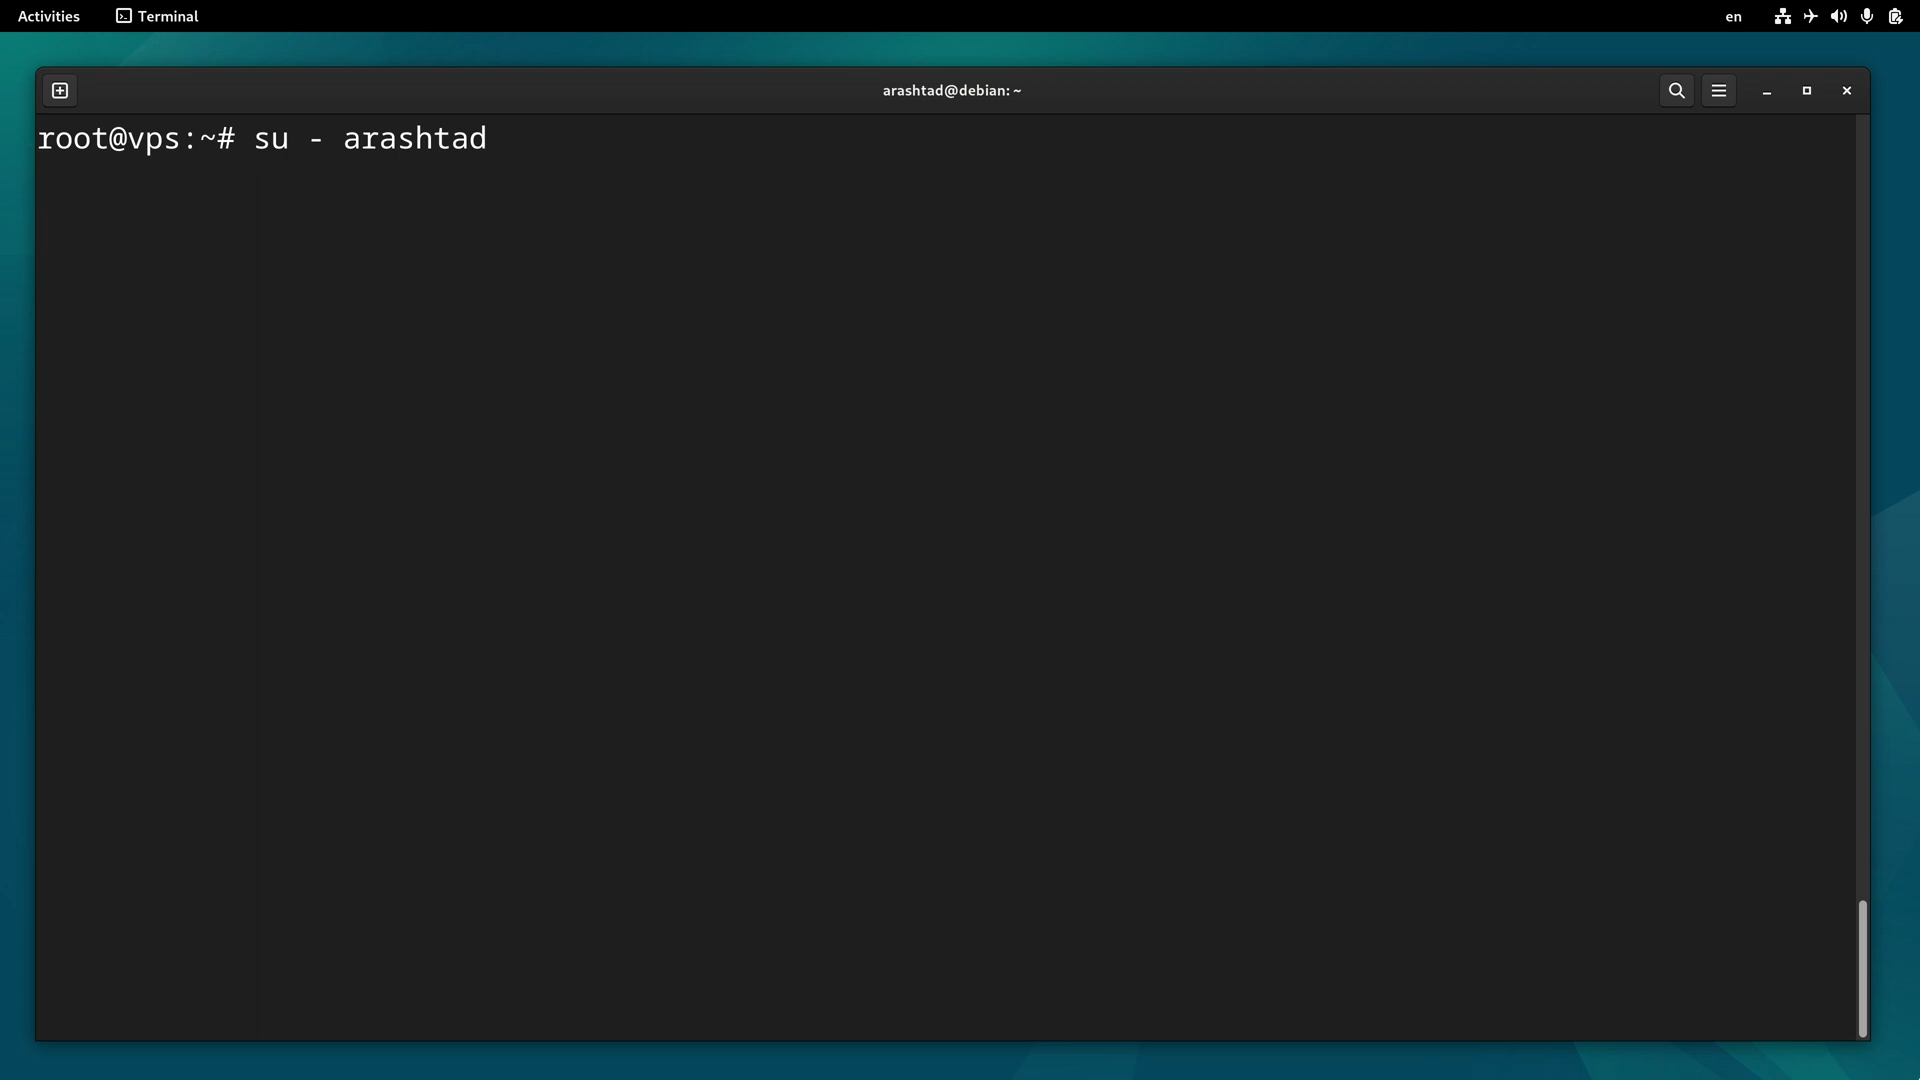 Activities
Terminal
en
arashtad@debian: ~
root@vps:~# su - arashtad